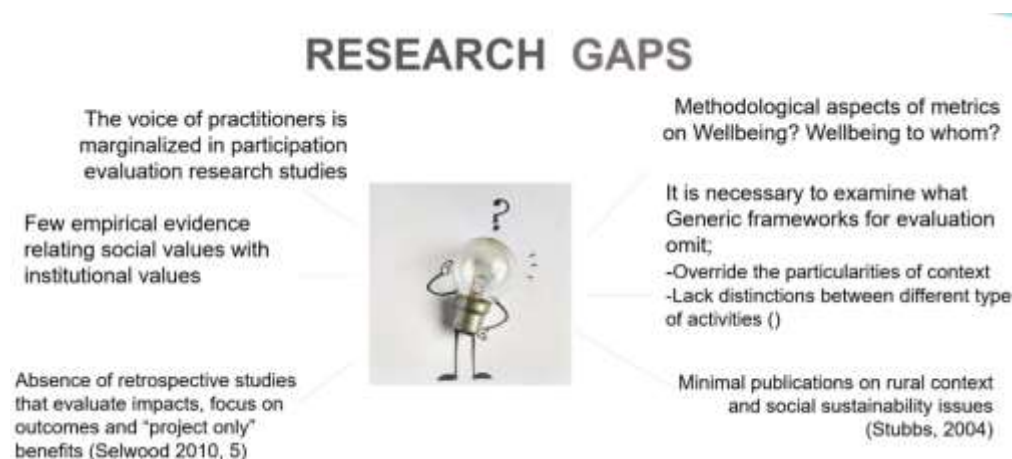 RESEARCH GAPS
The voice of practitioners is
marginalized in participation
evaluation research studies
Few empirical evidence
relating social values with
institutional values
Absence of retrospective studies
that evaluate impacts, focus on
outcomes and “project only”
benefits (Selwood 2010, 5)
?
Methodological aspects of metrics
on Wellbeing? Wellbeing to whom?
It is necessary to examine what
Generic frameworks for evaluation
omit;
-Override the particularities of context
-Lack distinctions between different type
of activities ()
Minimal publications on rural context
and social sustainability issues
(Stubbs, 2004)